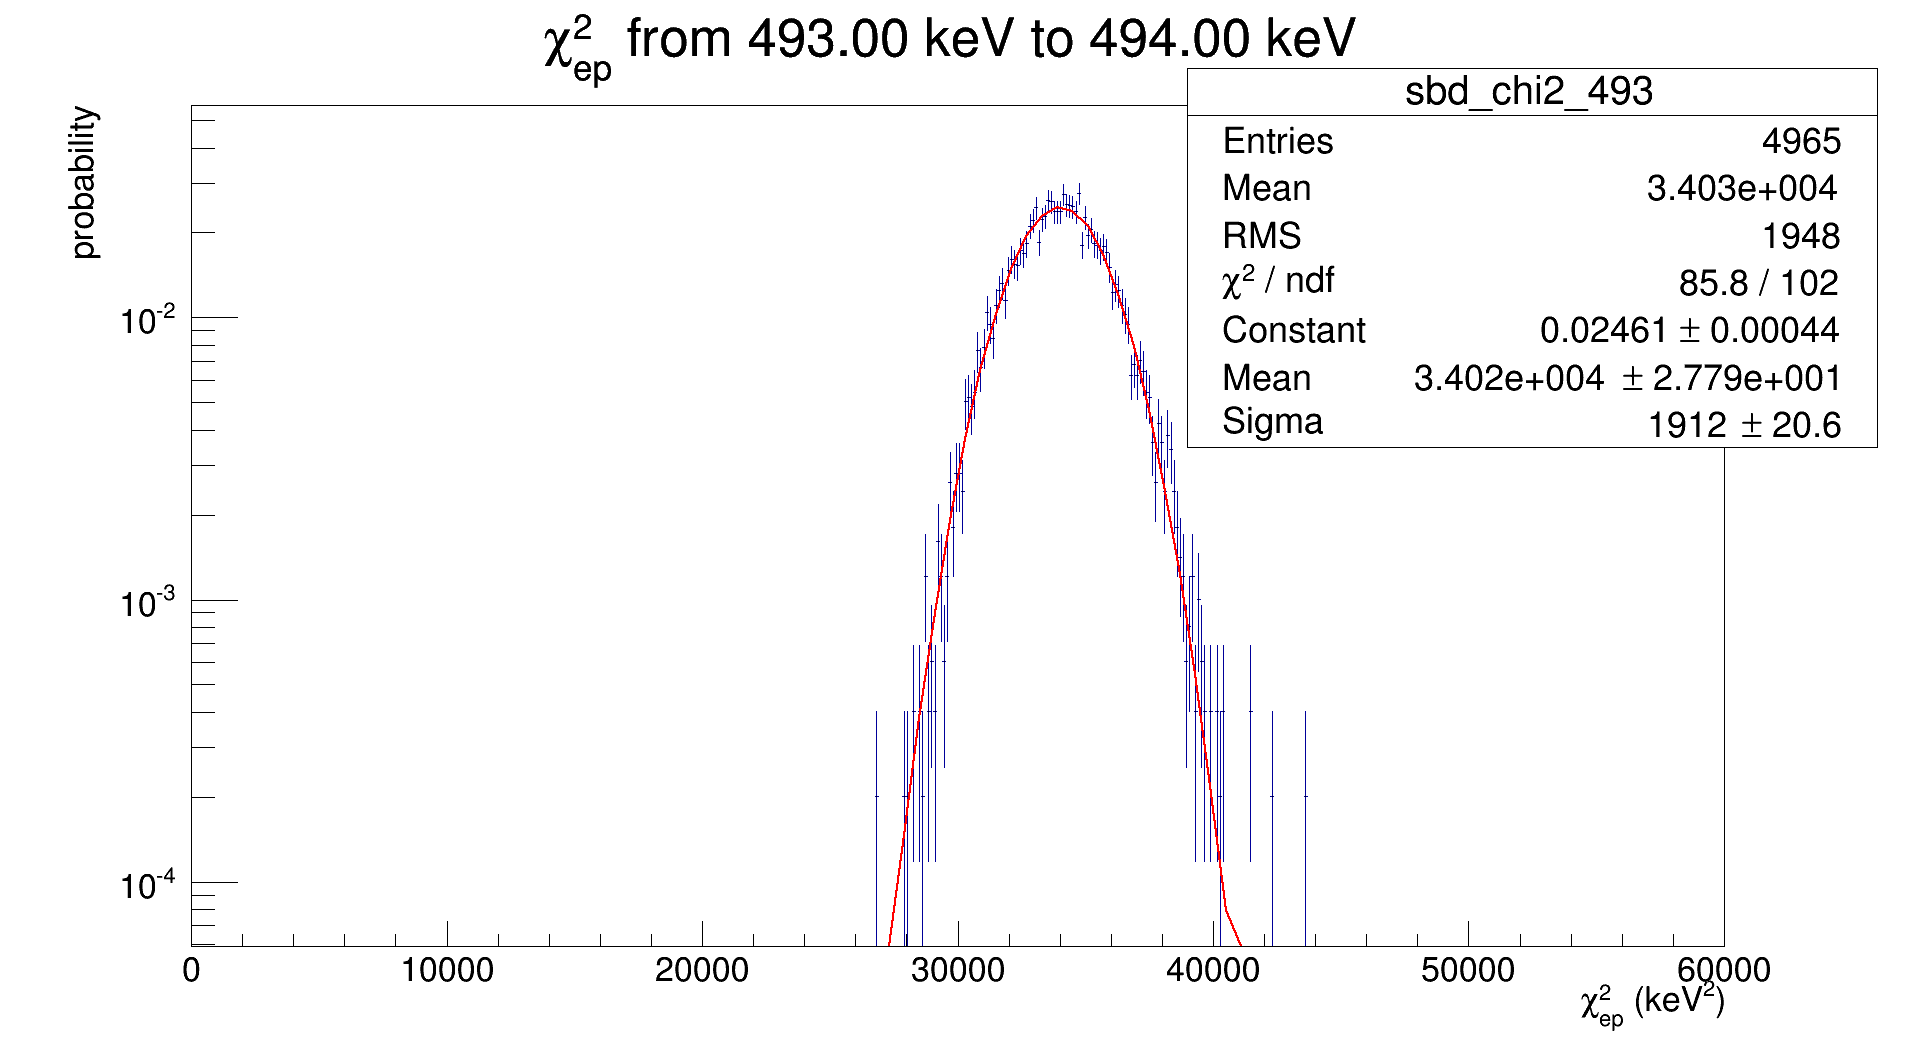 χ²ep from 493.00 keV to 494.00 keV
sbd_chi2_493
Entries 4965
Mean 3.403e+004
RMS 1948
χ² / ndf 85.8 / 102
Constant 0.02461 ± 0.00044
Mean 3.402e+004 ± 2.779e+001
Sigma 1912 ± 20.6
probability
10⁻²
10⁻³
10⁻⁴
0 10000 20000 30000 40000 50000 60000
χ²ep (keV²)